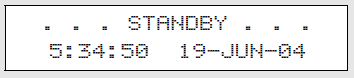 . . . STANDBY . . .
5:34:50 19-JUN-04